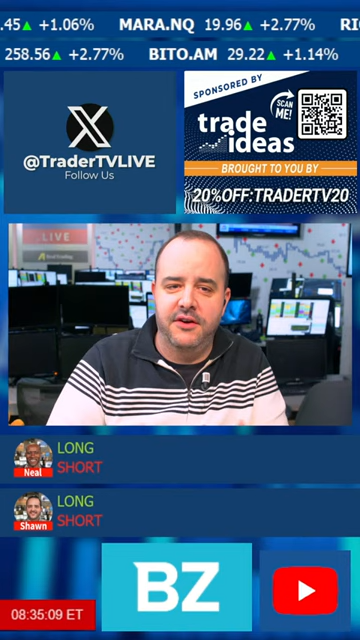 .45▲ +1.06% MARA.NQ 19.96▲ +2.77% RI
258.56▲ +2.77% BITO.AM 29.22▲ +1.14%
X
@TraderTVLIVE
Follow Us
SPONSORED BY
SCAN
ME!
trade
ideas
BROUGHT TO YOU BY
20%OFF:TRADERTV20
LIVE
LONG
SHORT
Neal
LONG
SHORT
Shawn
08:35:09 ET
BZ